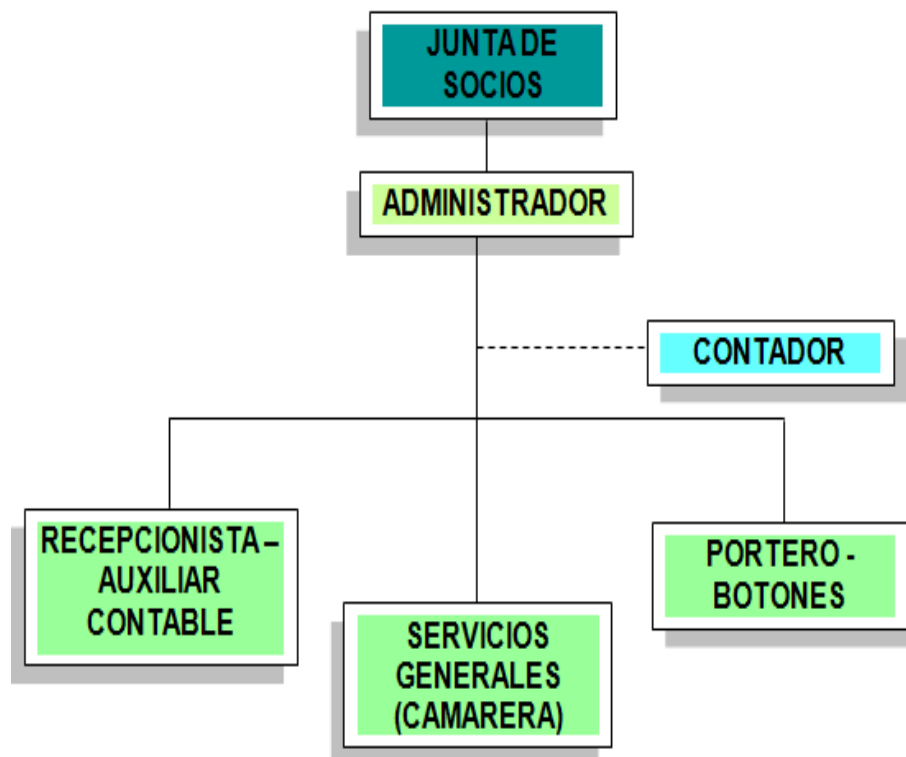 JUNTA DE
SOCIOS
ADMINISTRADOR
CONTADOR
RECEPCIONISTA –
AUXILIAR
CONTABLE
SERVICIOS
GENERALES
(CAMARERA)
PORTERO -
BOTONES